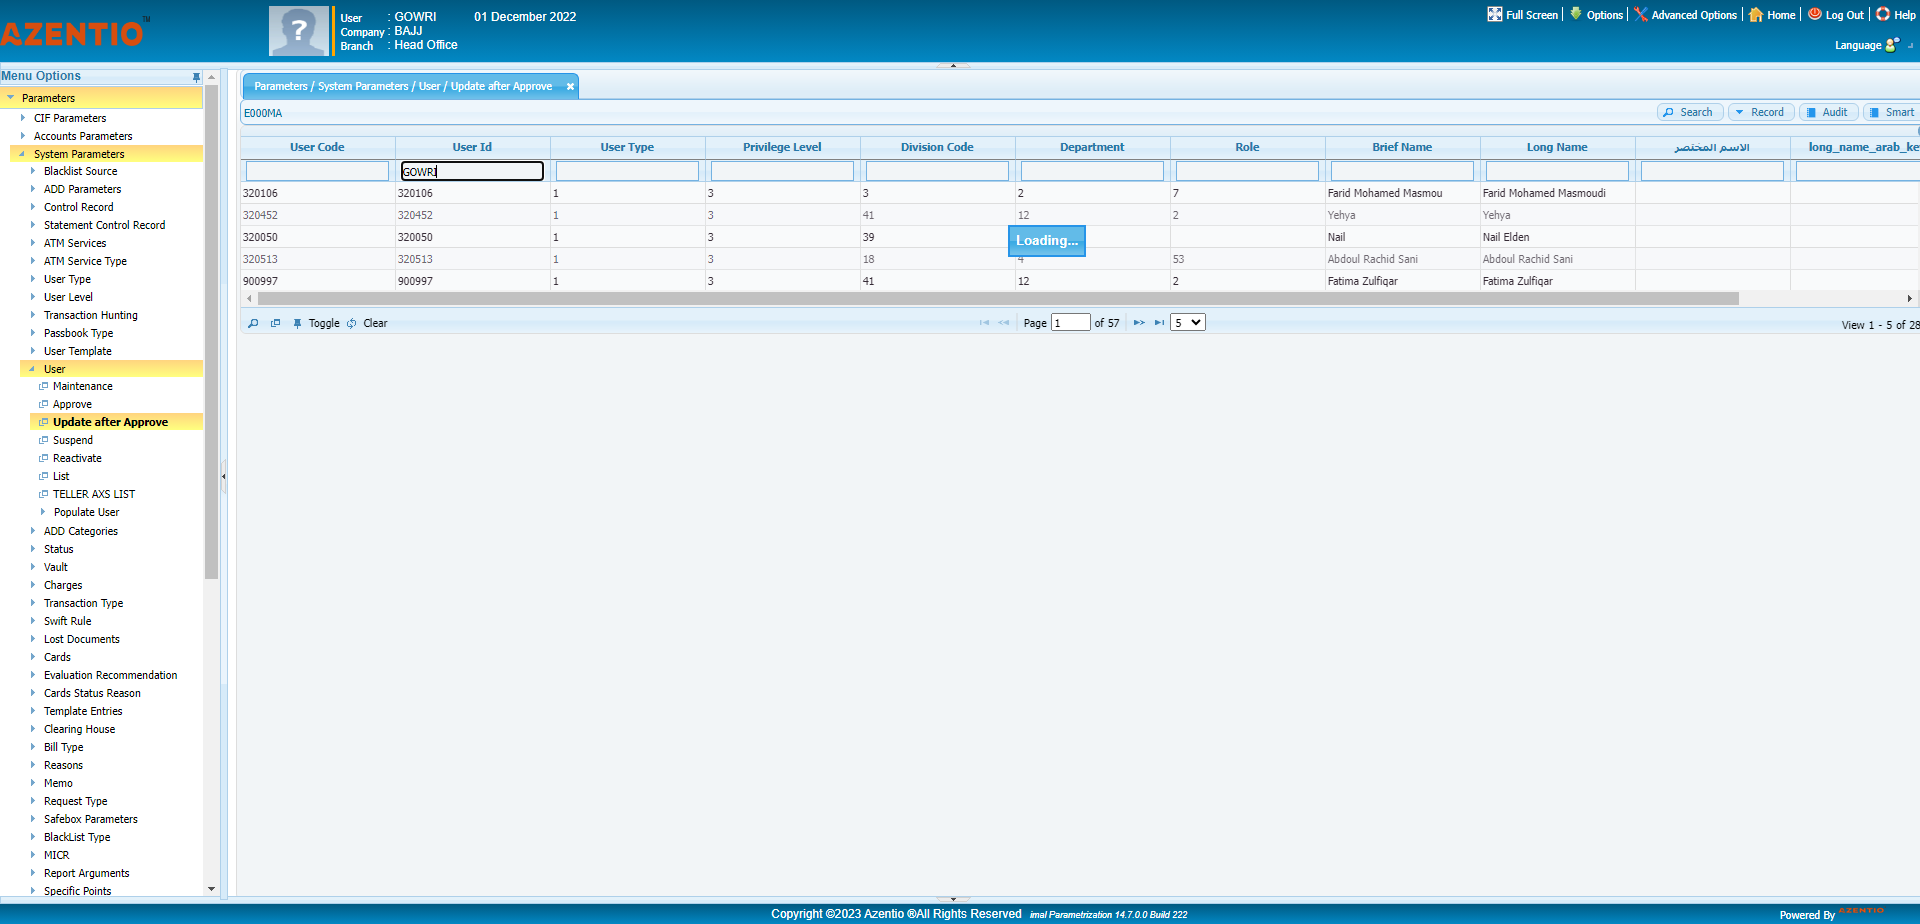 AZENTIO TM
User : GOWRI 01 December 2022
Company : BAJJ
Branch : Head Office
Full Screen Options Advanced Options Home Log Out Help
Language
Menu Options
Parameters
CIF Parameters
Accounts Parameters
System Parameters
Blacklist Source
ADD Parameters
Control Record
Statement Control Record
ATM Services
ATM Service Type
User Type
User Level
Transaction Hunting
Passbook Type
User Template
User
Maintenance
Approve
Update after Approve
Suspend
Reactivate
List
TELLER AXS LIST
Populate User
ADD Categories
Status
Vault
Charges
Transaction Type
Swift Rule
Lost Documents
Cards
Evaluation Recommendation
Cards Status Reason
Template Entries
Clearing House
Bill Type
Reasons
Memo
Request Type
Safebox Parameters
BlackList Type
MICR
Report Arguments
Specific Points
Parameters / System Parameters / User / Update after Approve
E000MA Search Record Audit Smart
User Code User Id User Type Privilege Level Division Code Department Role Brief Name Long Name الاسم المختصر long_name_arab_ke
GOWRI
320106 320106 1 3 3 2 7 Farid Mohamed Masmou Farid Mohamed Masmoudi
320452 320452 1 3 41 12 2 Yehya Yehya
320050 320050 1 3 39 Nail Nail Elden
Loading...
320513 320513 1 3 18 4 53 Abdoul Rachid Sani Abdoul Rachid Sani
900997 900997 1 3 41 12 2 Fatima Zulfiqar Fatima Zulfiqar
Toggle Clear Page 1 of 57 5 View 1 - 5 of 28
Copyright ©2023 Azentio ®All Rights Reserved imal Parametrization 14.7.0.0 Build 222
Powered By AZENTIO